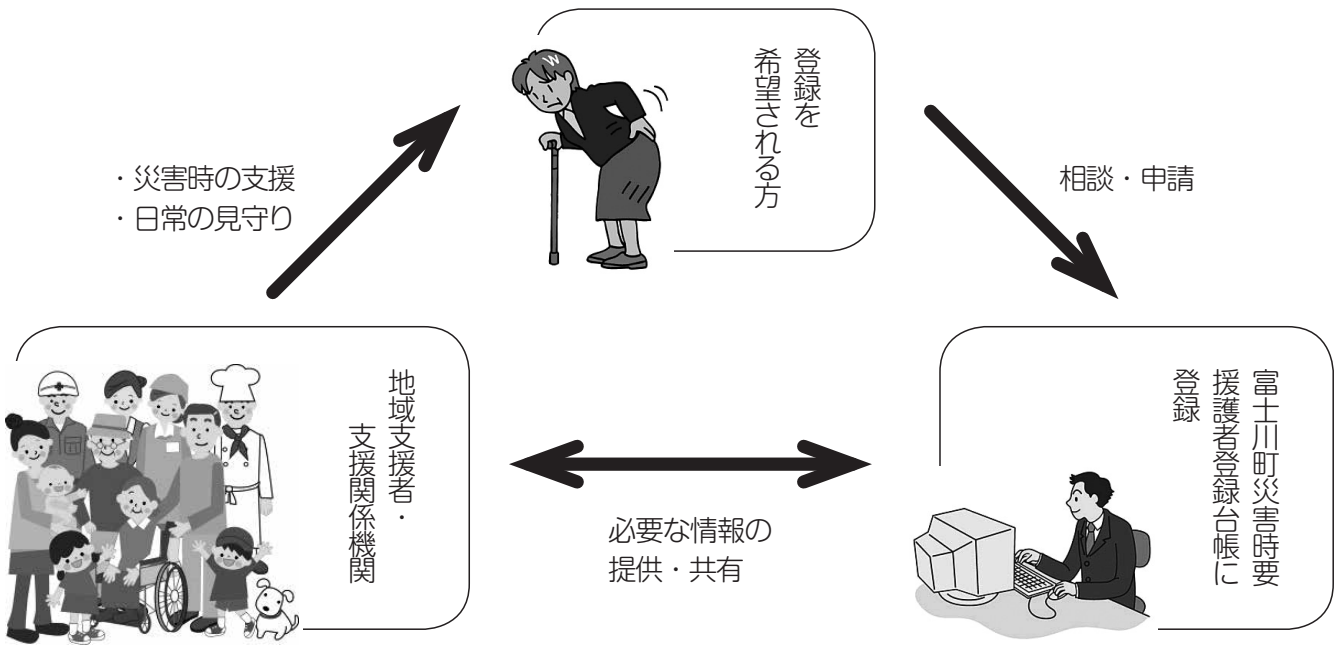 登録を
希望される方
・災害時の支援
・日常の見守り
相談・申請
地域支援者・
支援関係機関
必要な情報の
提供・共有
富士川町災害時要
援護者登録台帳に
登録